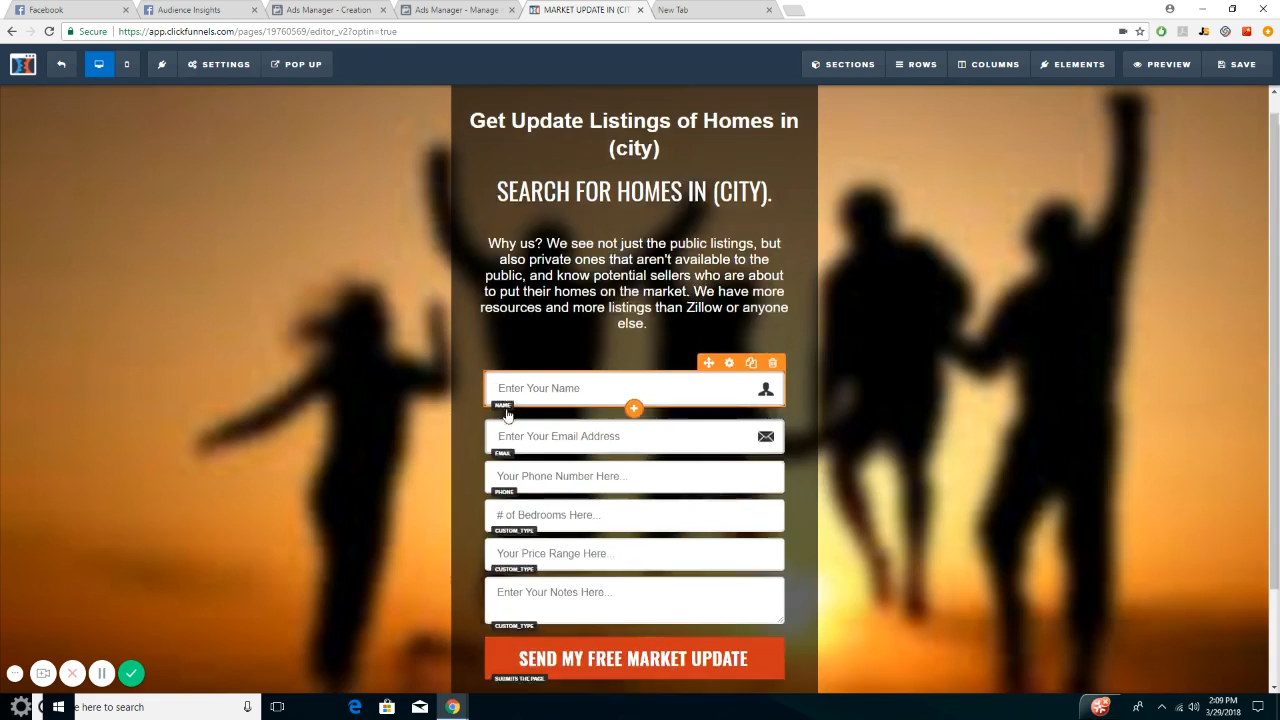 Facebook
Audience Insights
Ads Manager - Creation
Ads Manager - Manage
MARKET UPDATE IN (CIT
New Tab
Secure https://app.clickfunnels.com/pages/19760569/editor_v2?optin=true
SETTINGS
POP UP
SECTIONS
ROWS
COLUMNS
ELEMENTS
PREVIEW
SAVE
Get Update Listings of Homes in
(city)
SEARCH FOR HOMES IN (CITY).
Why us? We see not just the public listings, but
also private ones that aren't available to the
public, and know potential sellers who are about
to put their homes on the market. We have more
resources and more listings than Zillow or anyone
else.
Enter Your Name
NAME
Enter Your Email Address
EMAIL
Your Phone Number Here...
PHONE
# of Bedrooms Here...
CUSTOM_TYPE
Your Price Range Here...
CUSTOM_TYPE
Enter Your Notes Here...
CUSTOM_TYPE
SEND MY FREE MARKET UPDATE
SUBMITS THE PAGE
here to search
2:09 PM
3/29/2018